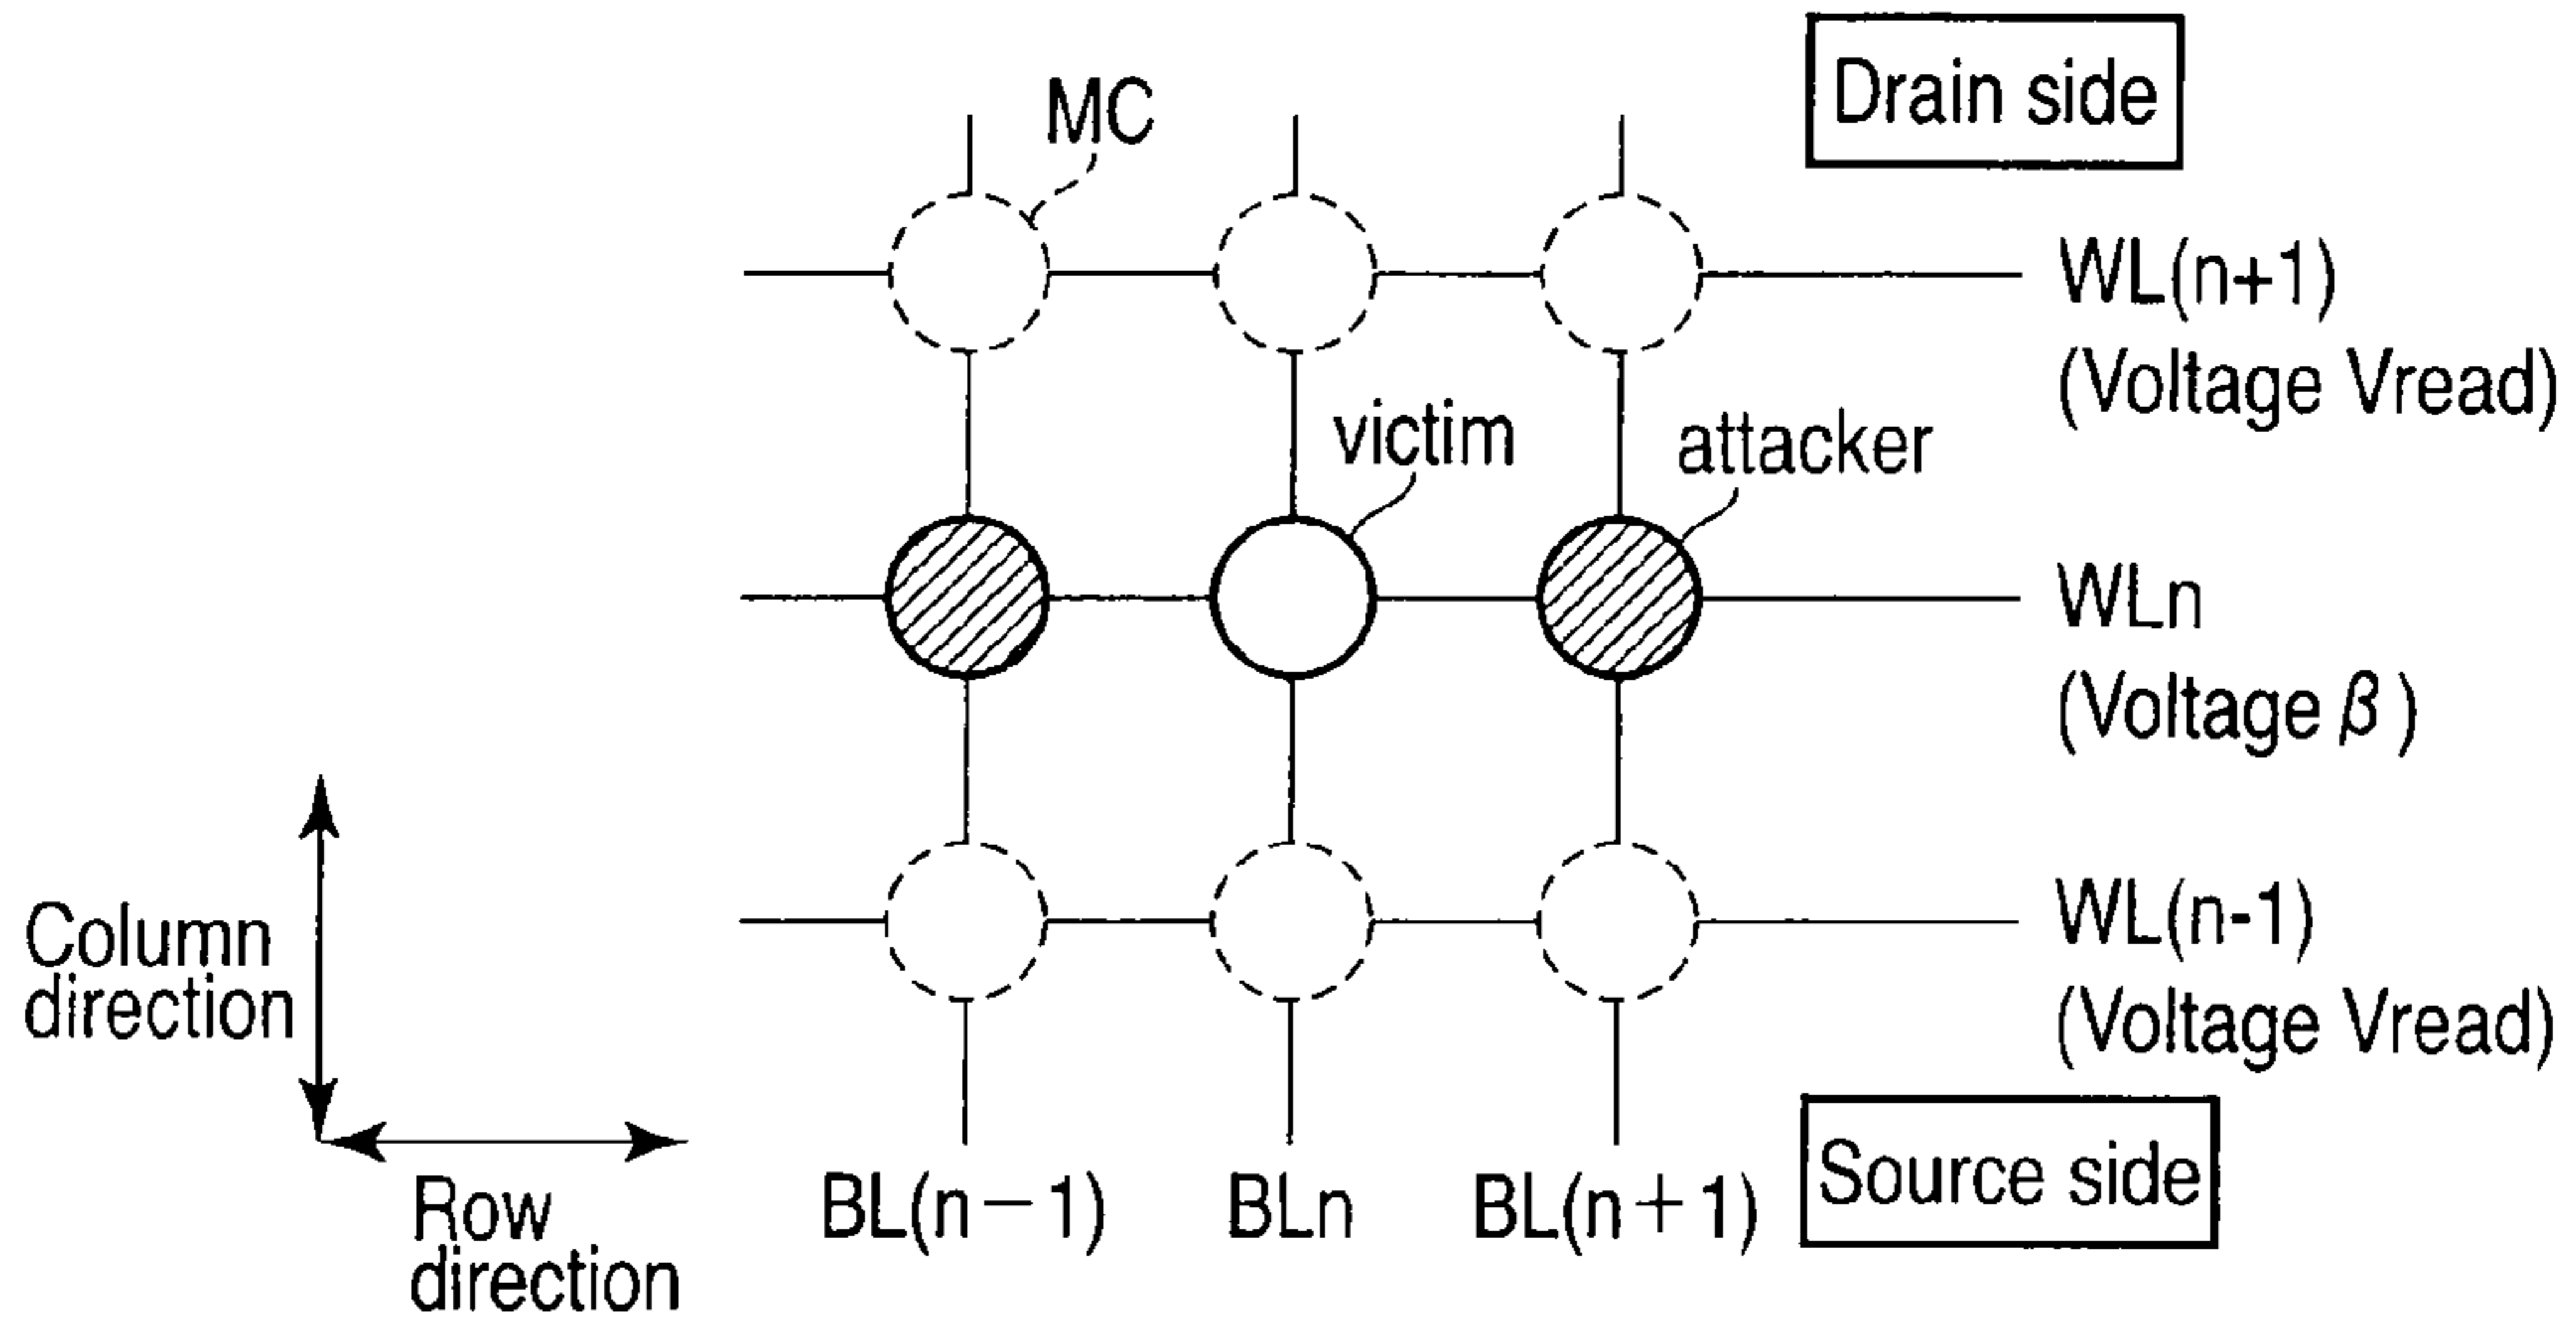 Drain side
MC
WL(n+1)
(Voltage Vread)
victim
attacker
WLn
(Voltage β)
Column
direction
WL(n-1)
(Voltage Vread)
Row
direction
BL(n−1)
BLn
BL(n+1)
Source side